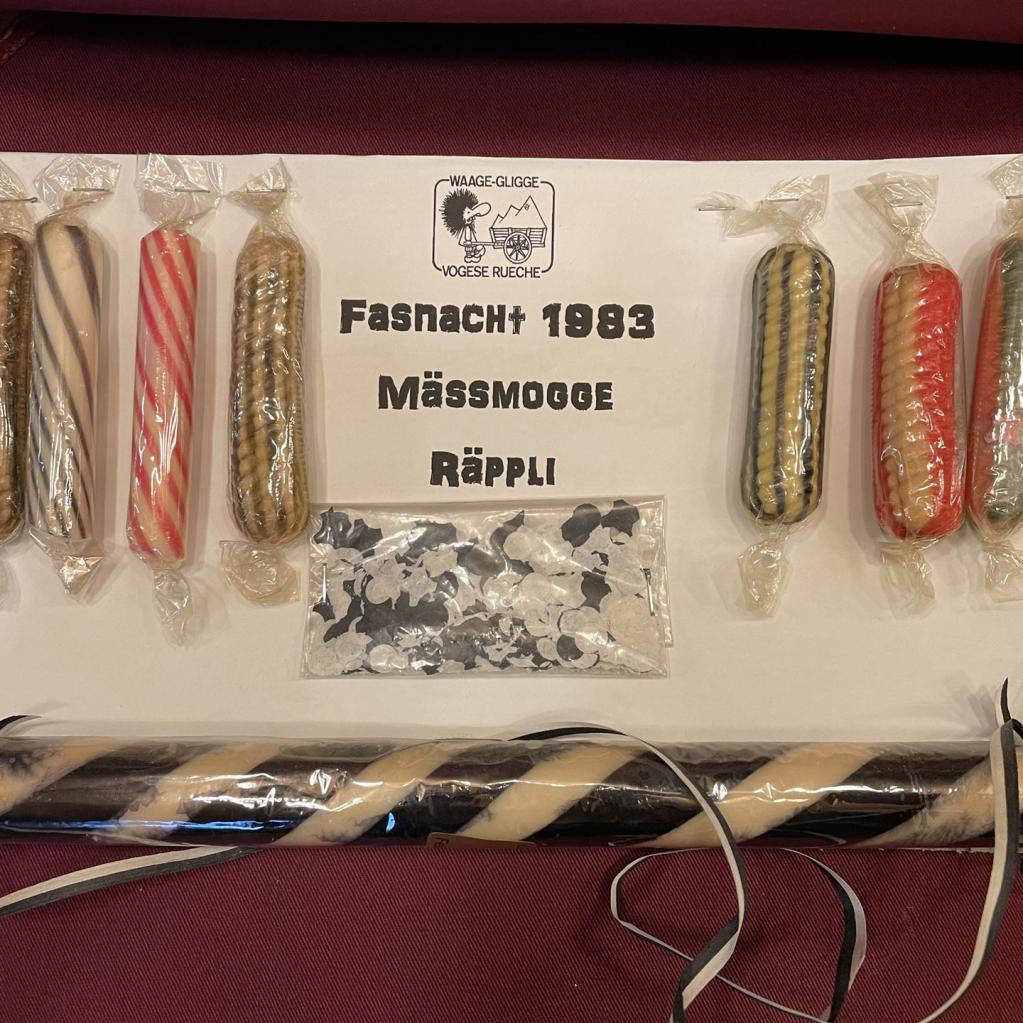 WAAGE-GLIGGE
VOGESE RUECHE
Fasnacht 1983
Mässmogge
Räppli